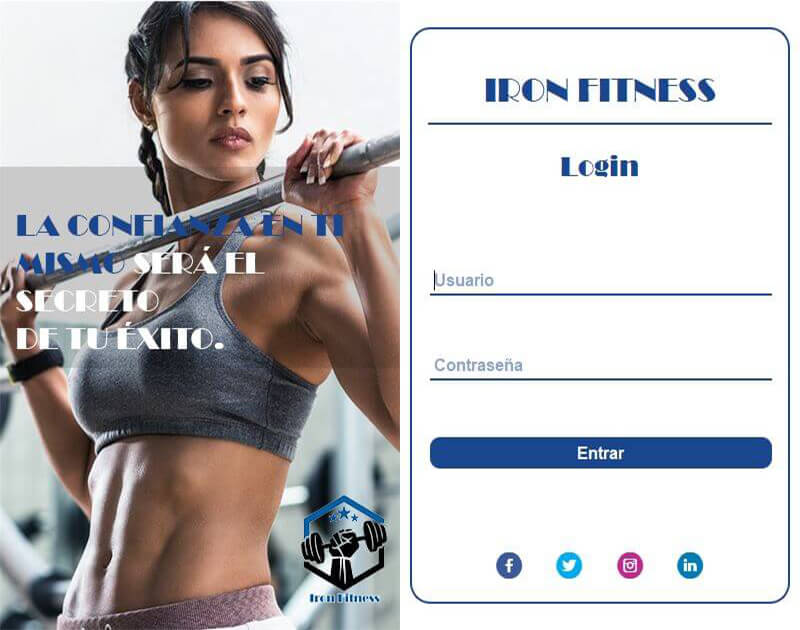 LA CONFIANZA EN TI
MISMO SERÁ EL
SECRETO
DE TU ÉXITO.
Iron Fitness
IRON FITNESS
Login
Usuario
Contraseña
Entrar